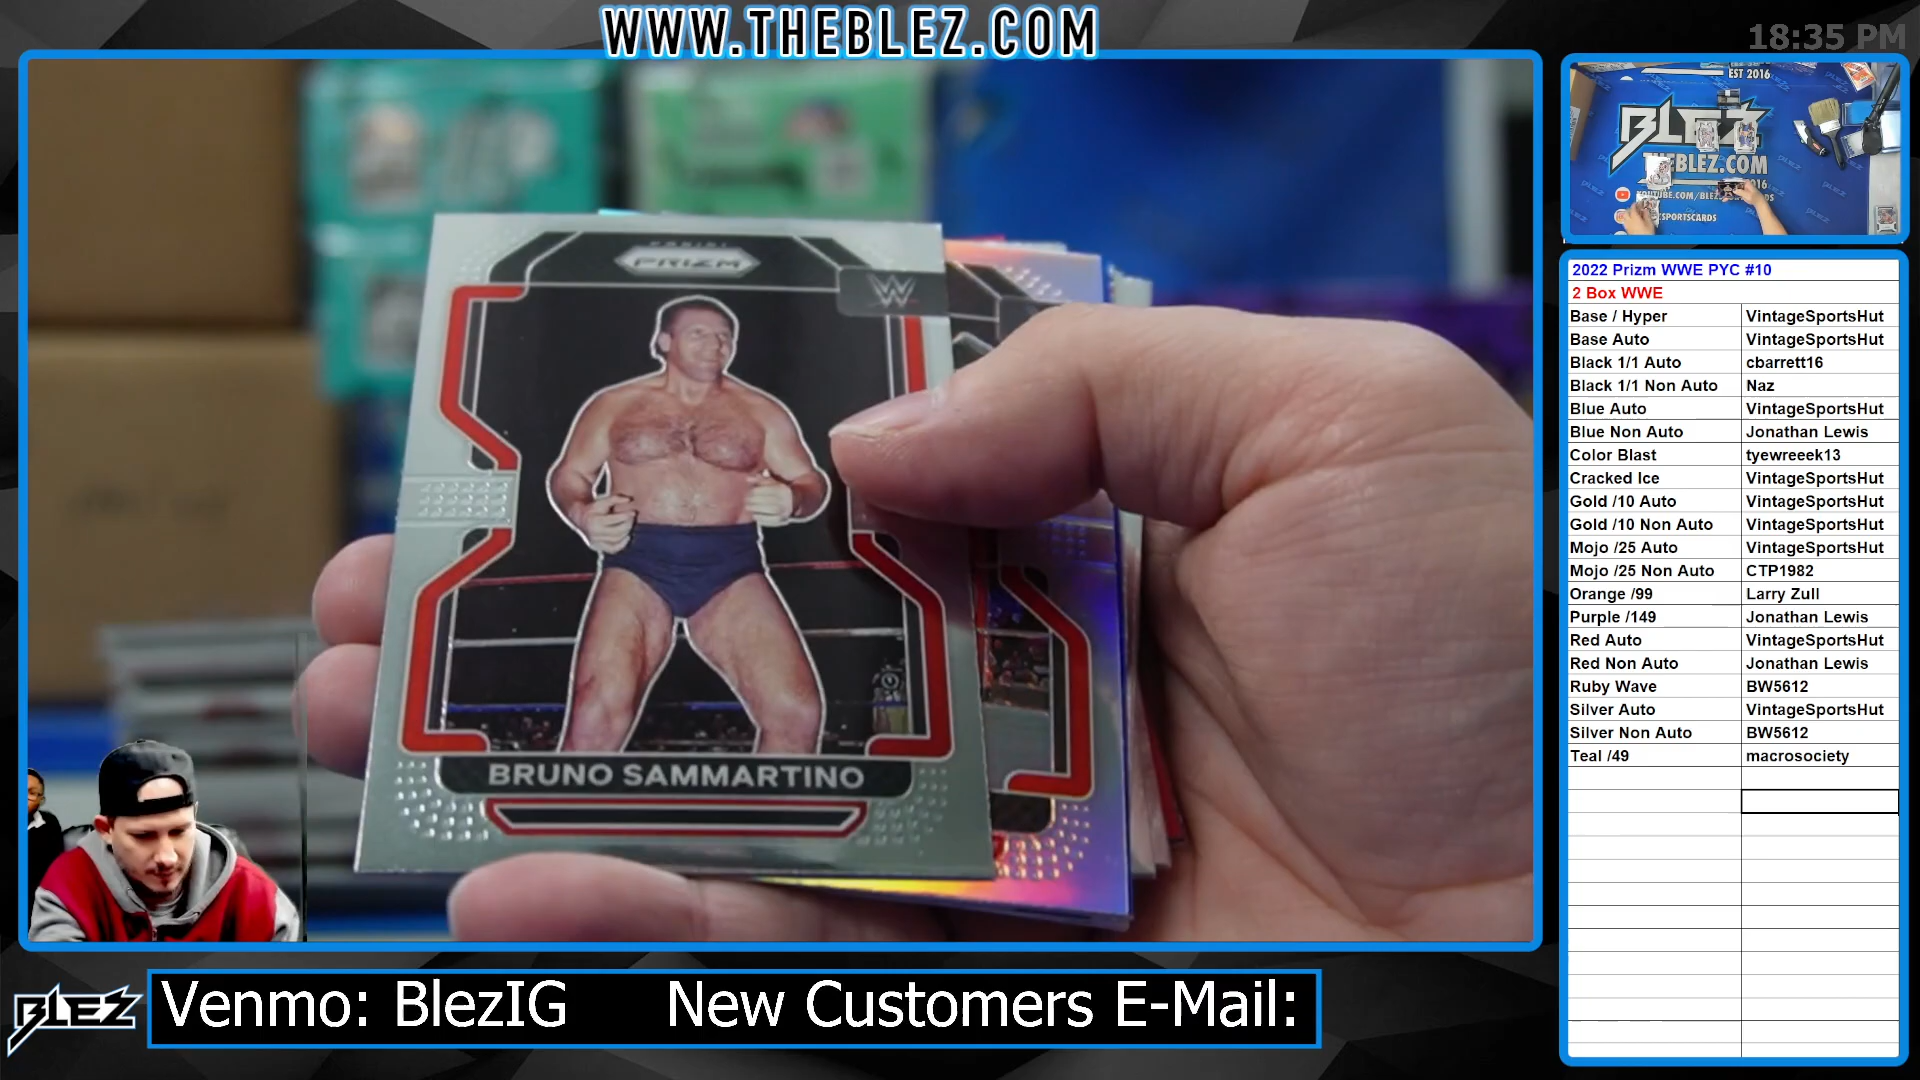 WWW.THEBLEZ.COM
18:35 PM
PANINI
PRIZM
W
BRUNO SAMMARTINO
EST 2016
BLEZ
THEBLEZ.COM
2022 Prizm WWE PYC #10
2 Box WWE
Base / Hyper VintageSportsHut
Base Auto VintageSportsHut
Black 1/1 Auto cbarrett16
Black 1/1 Non Auto Naz
Blue Auto VintageSportsHut
Blue Non Auto Jonathan Lewis
Color Blast tyewreeek13
Cracked Ice VintageSportsHut
Gold /10 Auto VintageSportsHut
Gold /10 Non Auto VintageSportsHut
Mojo /25 Auto VintageSportsHut
Mojo /25 Non Auto CTP1982
Orange /99 Larry Zull
Purple /149 Jonathan Lewis
Red Auto VintageSportsHut
Red Non Auto Jonathan Lewis
Ruby Wave BW5612
Silver Auto VintageSportsHut
Silver Non Auto BW5612
Teal /49 macrosociety
BLEZ
Venmo: BlezIG New Customers E-Mail: